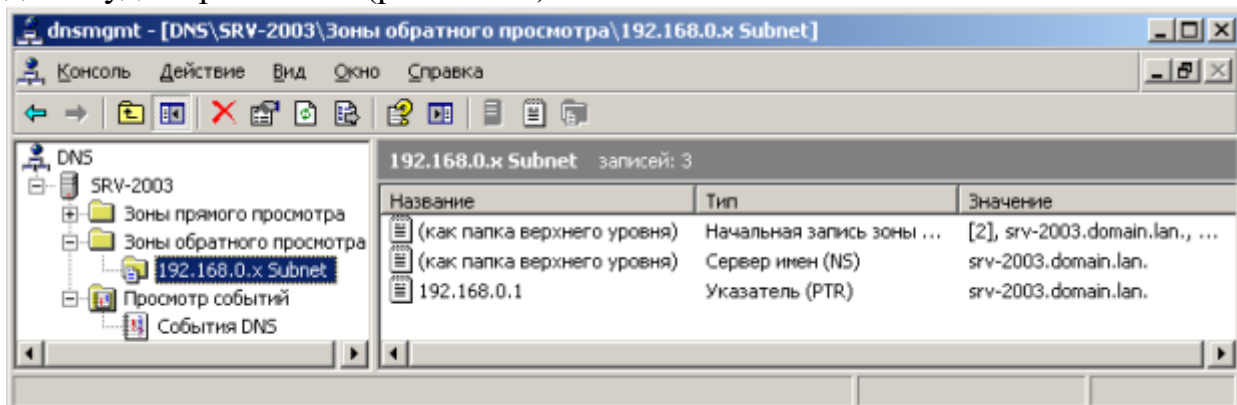 dnsmgmt - [DNS\SRV-2003\Зоны обратного просмотра\192.168.0.x Subnet]
Консоль Действие Вид Окно Справка
DNS
SRV-2003
Зоны прямого просмотра
Зоны обратного просмотра
192.168.0.x Subnet
Просмотр событий
События DNS
192.168.0.x Subnet записей: 3
Название Тип Значение
(как папка верхнего уровня) Начальная запись зоны ... [2], srv-2003.domain.lan., ...
(как папка верхнего уровня) Сервер имен (NS) srv-2003.domain.lan.
192.168.0.1 Указатель (PTR) srv-2003.domain.lan.